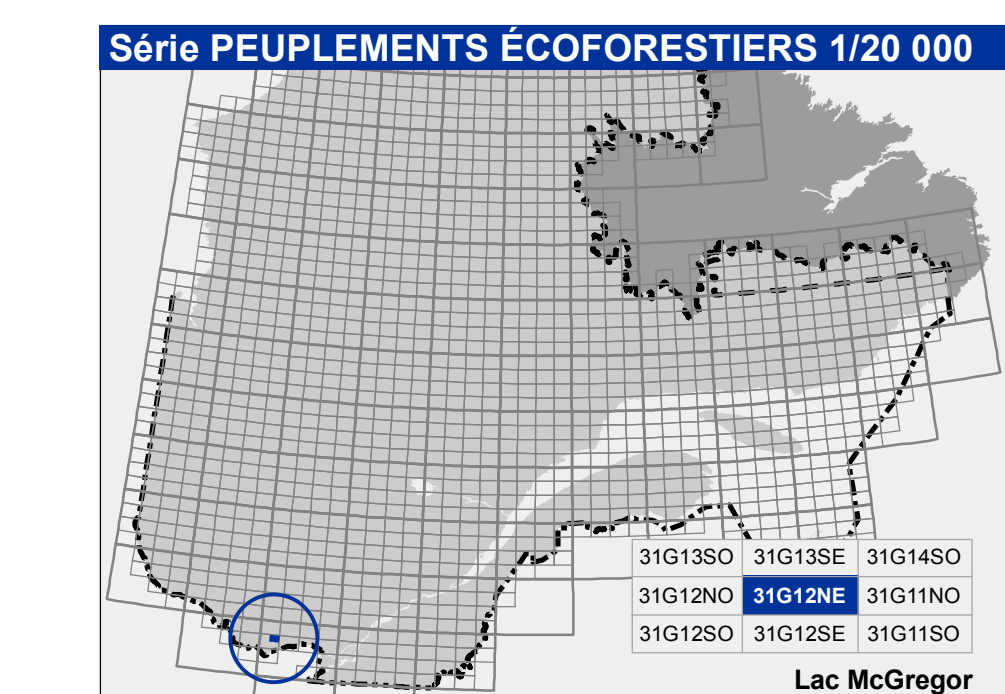 Série PEUPLEMENTS ÉCOFORESTIERS 1/20 000
31G13SO 31G13SE 31G14SO
31G12NO 31G12NE 31G11NO
31G12SO 31G12SE 31G11SO
Lac McGregor